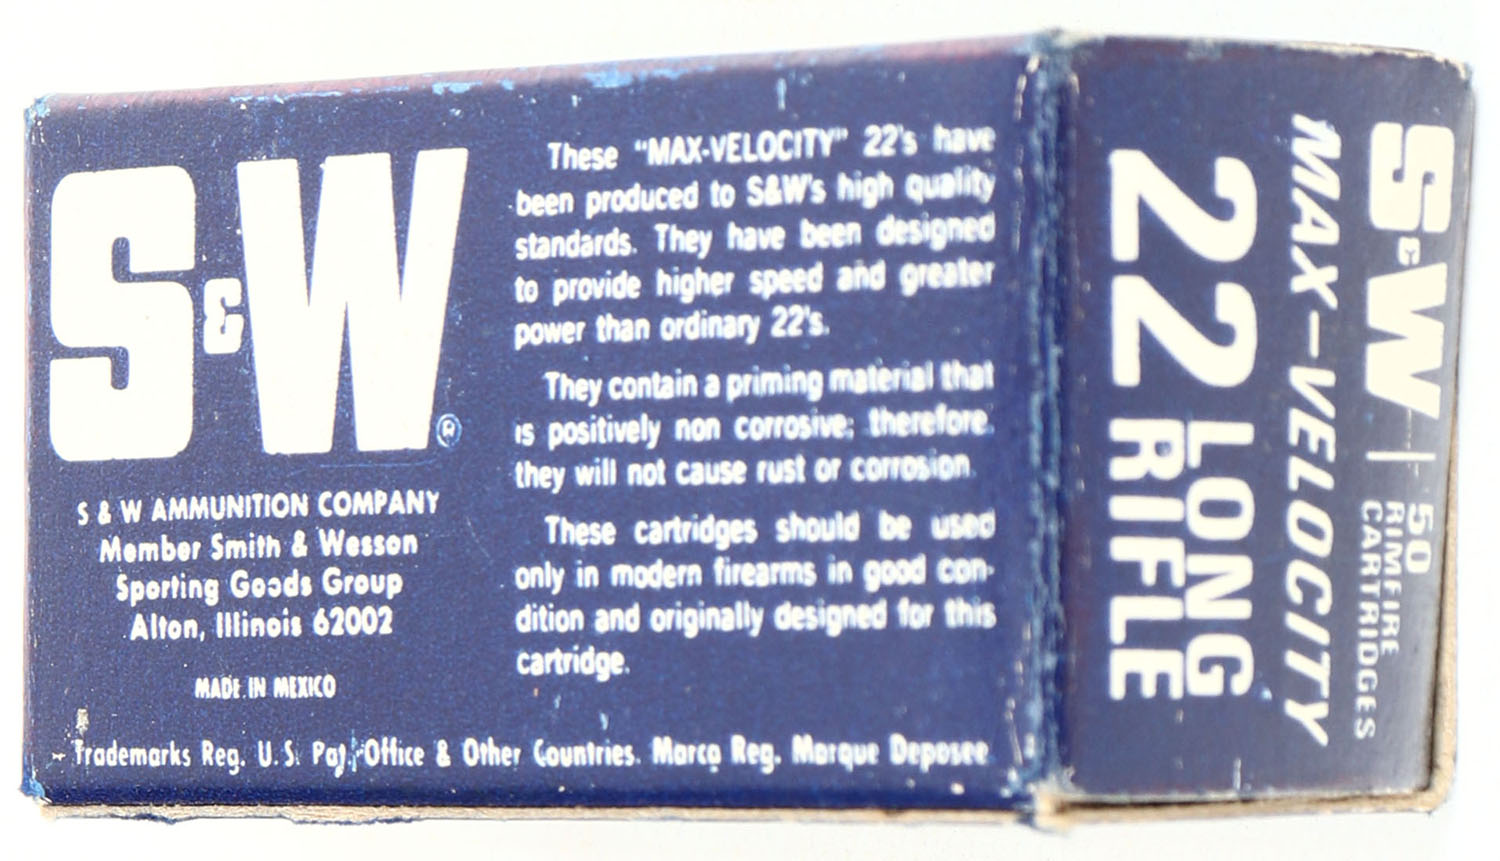 S&W®
S & W AMMUNITION COMPANY
Member Smith & Wesson
Sporting Goods Group
Alton, Illinois 62002
MADE IN MEXICO
These "MAX-VELOCITY" 22's have
been produced to S&W's high quality
standards. They have been designed
to provide higher speed and greater
power than ordinary 22's.
They contain a priming material that
is positively non corrosive; therefore,
they will not cause rust or corrosion.
These cartridges should be used
only in modern firearms in good con-
dition and originally designed for this
cartridge.
Trademarks Reg. U.S. Pat. Office & Other Countries. Marca Reg. Marque Deposee
S&W | 50
RIMFIRE
CARTRIDGES
MAX-VELOCITY
22 LONG
RIFLE